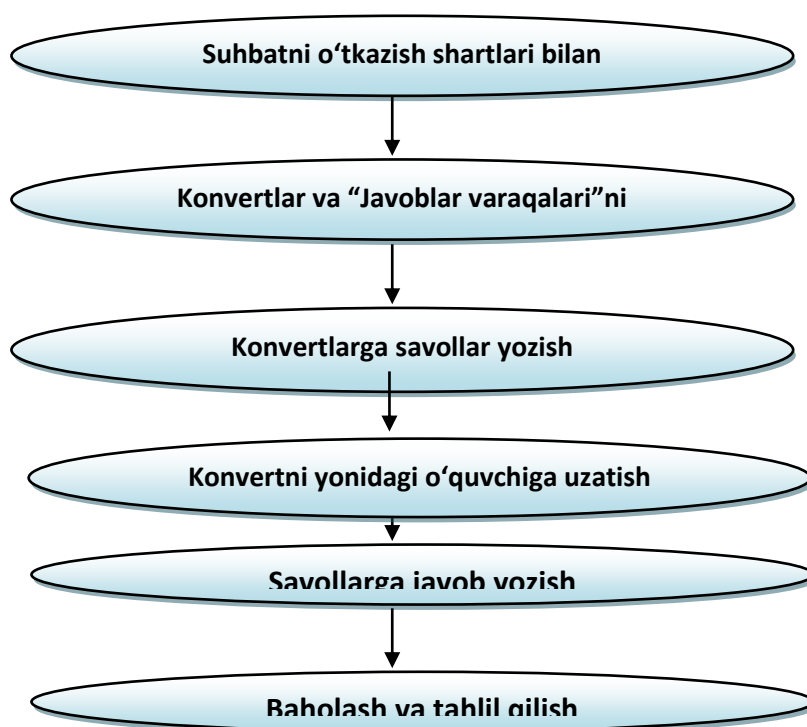 Suhbatni o‘tkazish shartlari bilan
Konvertlar va “Javoblar varaqalari”ni
Konvertlarga savollar yozish
Konvertni yonidagi o‘quvchiga uzatish
Savollarga javob yozish
Baholash va tahlil qilish